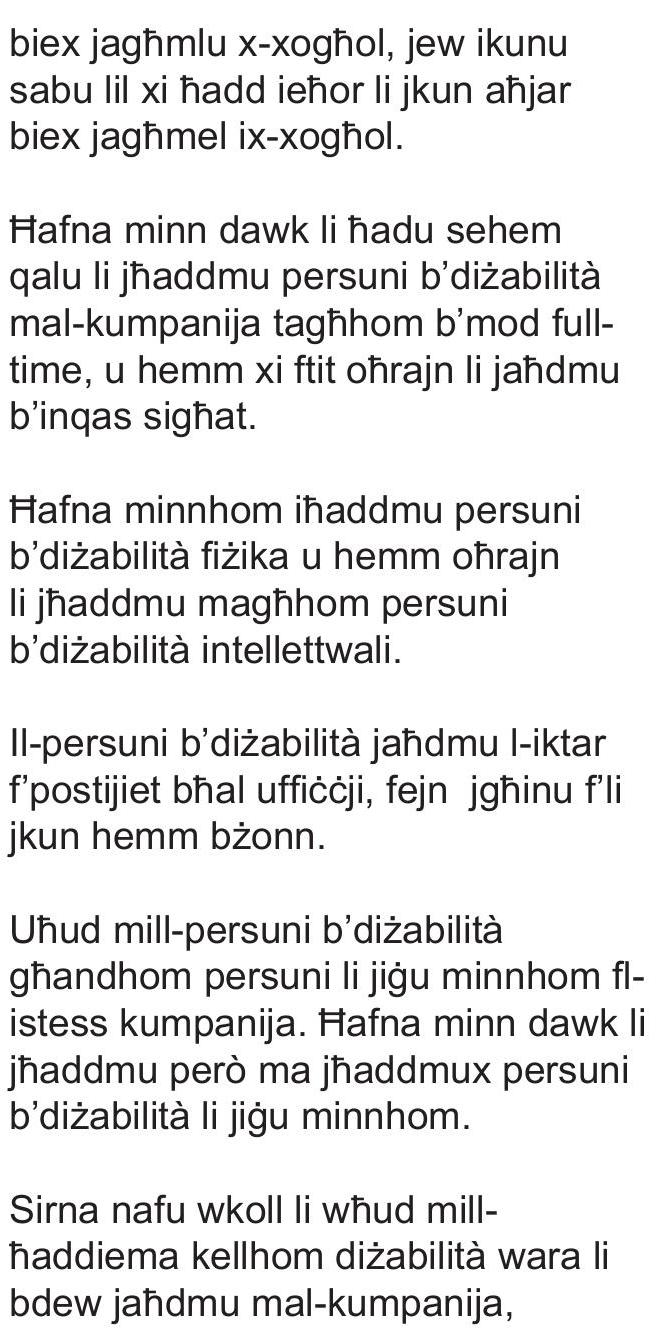 biex jagħmlu x-xogħol, jew ikunu
sabu lil xi ħadd ieħor li jkun aħjar
biex jagħmel ix-xogħol.

Ħafna minn dawk li ħadu sehem
qalu li jħaddmu persuni b’diżabilità
mal-kumpanija tagħhom b’mod full-
time, u hemm xi ftit oħrajn li jaħdmu
b’inqas sigħat.

Ħafna minnhom iħaddmu persuni
b’diżabilità fiżika u hemm oħrajn
li jħaddmu magħhom persuni
b’diżabilità intellettwali.

Il-persuni b’diżabilità jaħdmu l-iktar
f’postijiet bħal uffiċċji, fejn  jgħinu f’li
jkun hemm bżonn.

Uħud mill-persuni b’diżabilità
għandhom persuni li jiġu minnhom fl-
istess kumpanija. Ħafna minn dawk li
jħaddmu però ma jħaddmux persuni
b’diżabilità li jiġu minnhom.

Sirna nafu wkoll li wħud mill-
ħaddiema kellhom diżabilità wara li
bdew jaħdmu mal-kumpanija,